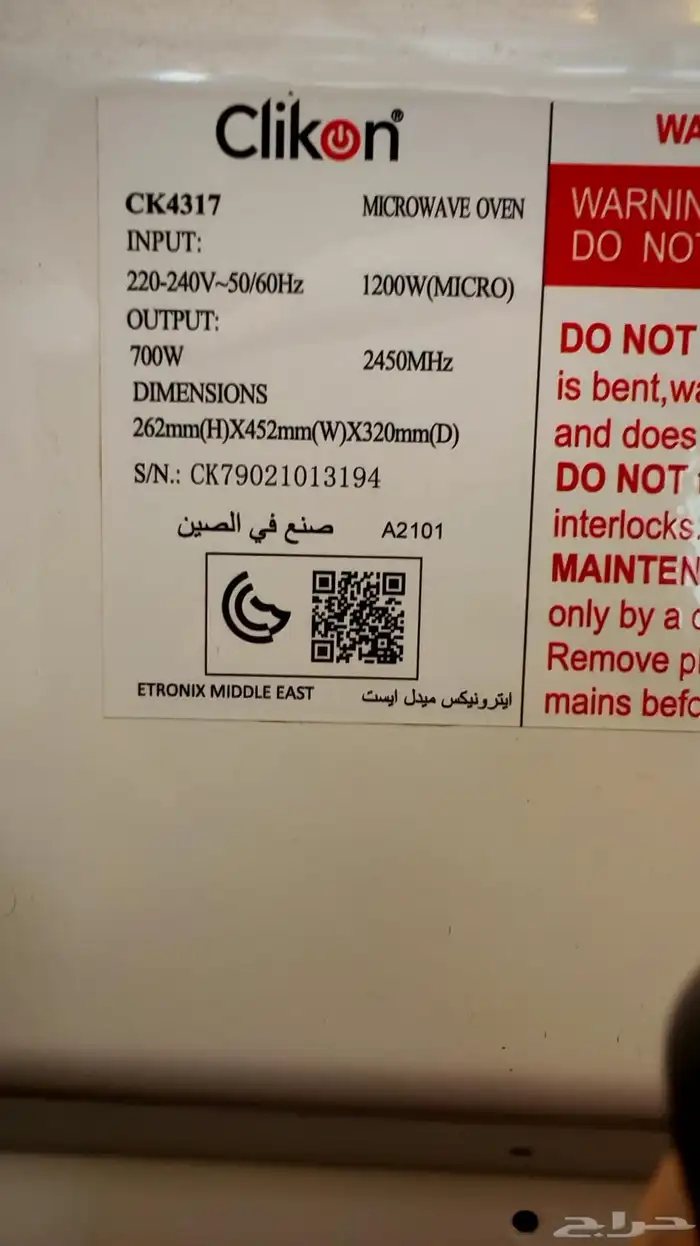 Clikon®
CK4317 MICROWAVE OVEN
INPUT:
220-240V~50/60Hz 1200W(MICRO)
OUTPUT:
700W 2450MHz
DIMENSIONS
262mm(H)X452mm(W)X320mm(D)
S/N.: CK79021013194
صنع في الصين A2101
ETRONIX MIDDLE EAST ايترونيكس ميدل ايست
WA
WARNIN
DO NOT
DO NOT
is bent,wa
and does
DO NOT
interlocks.
MAINTEN
only by a
Remove pl
mains befo
حراج